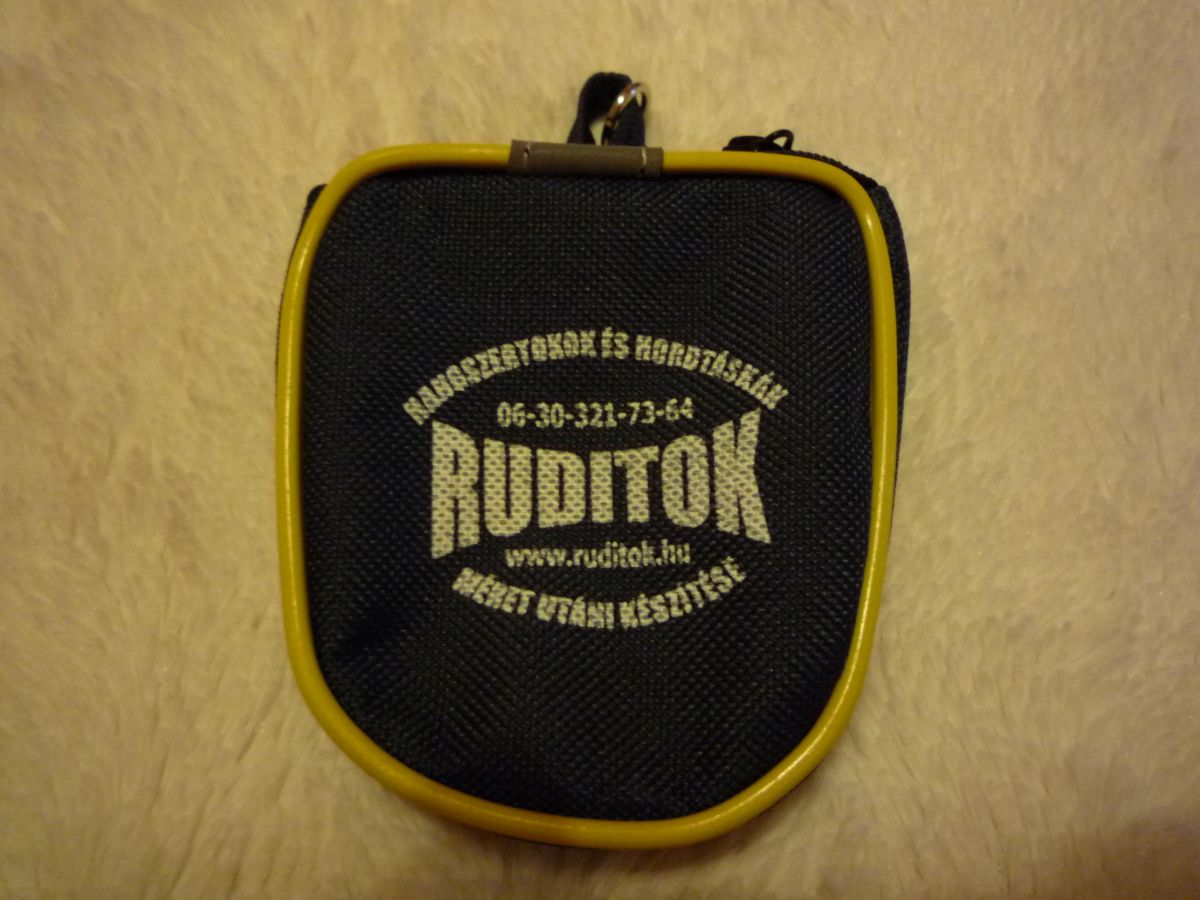 HANGSZERTOKOK ÉS HORDTÁSKÁK
06-30-321-73-64
RUDITOK
www.ruditok.hu
MÉRET UTÁNI KÉSZÍTÉSE